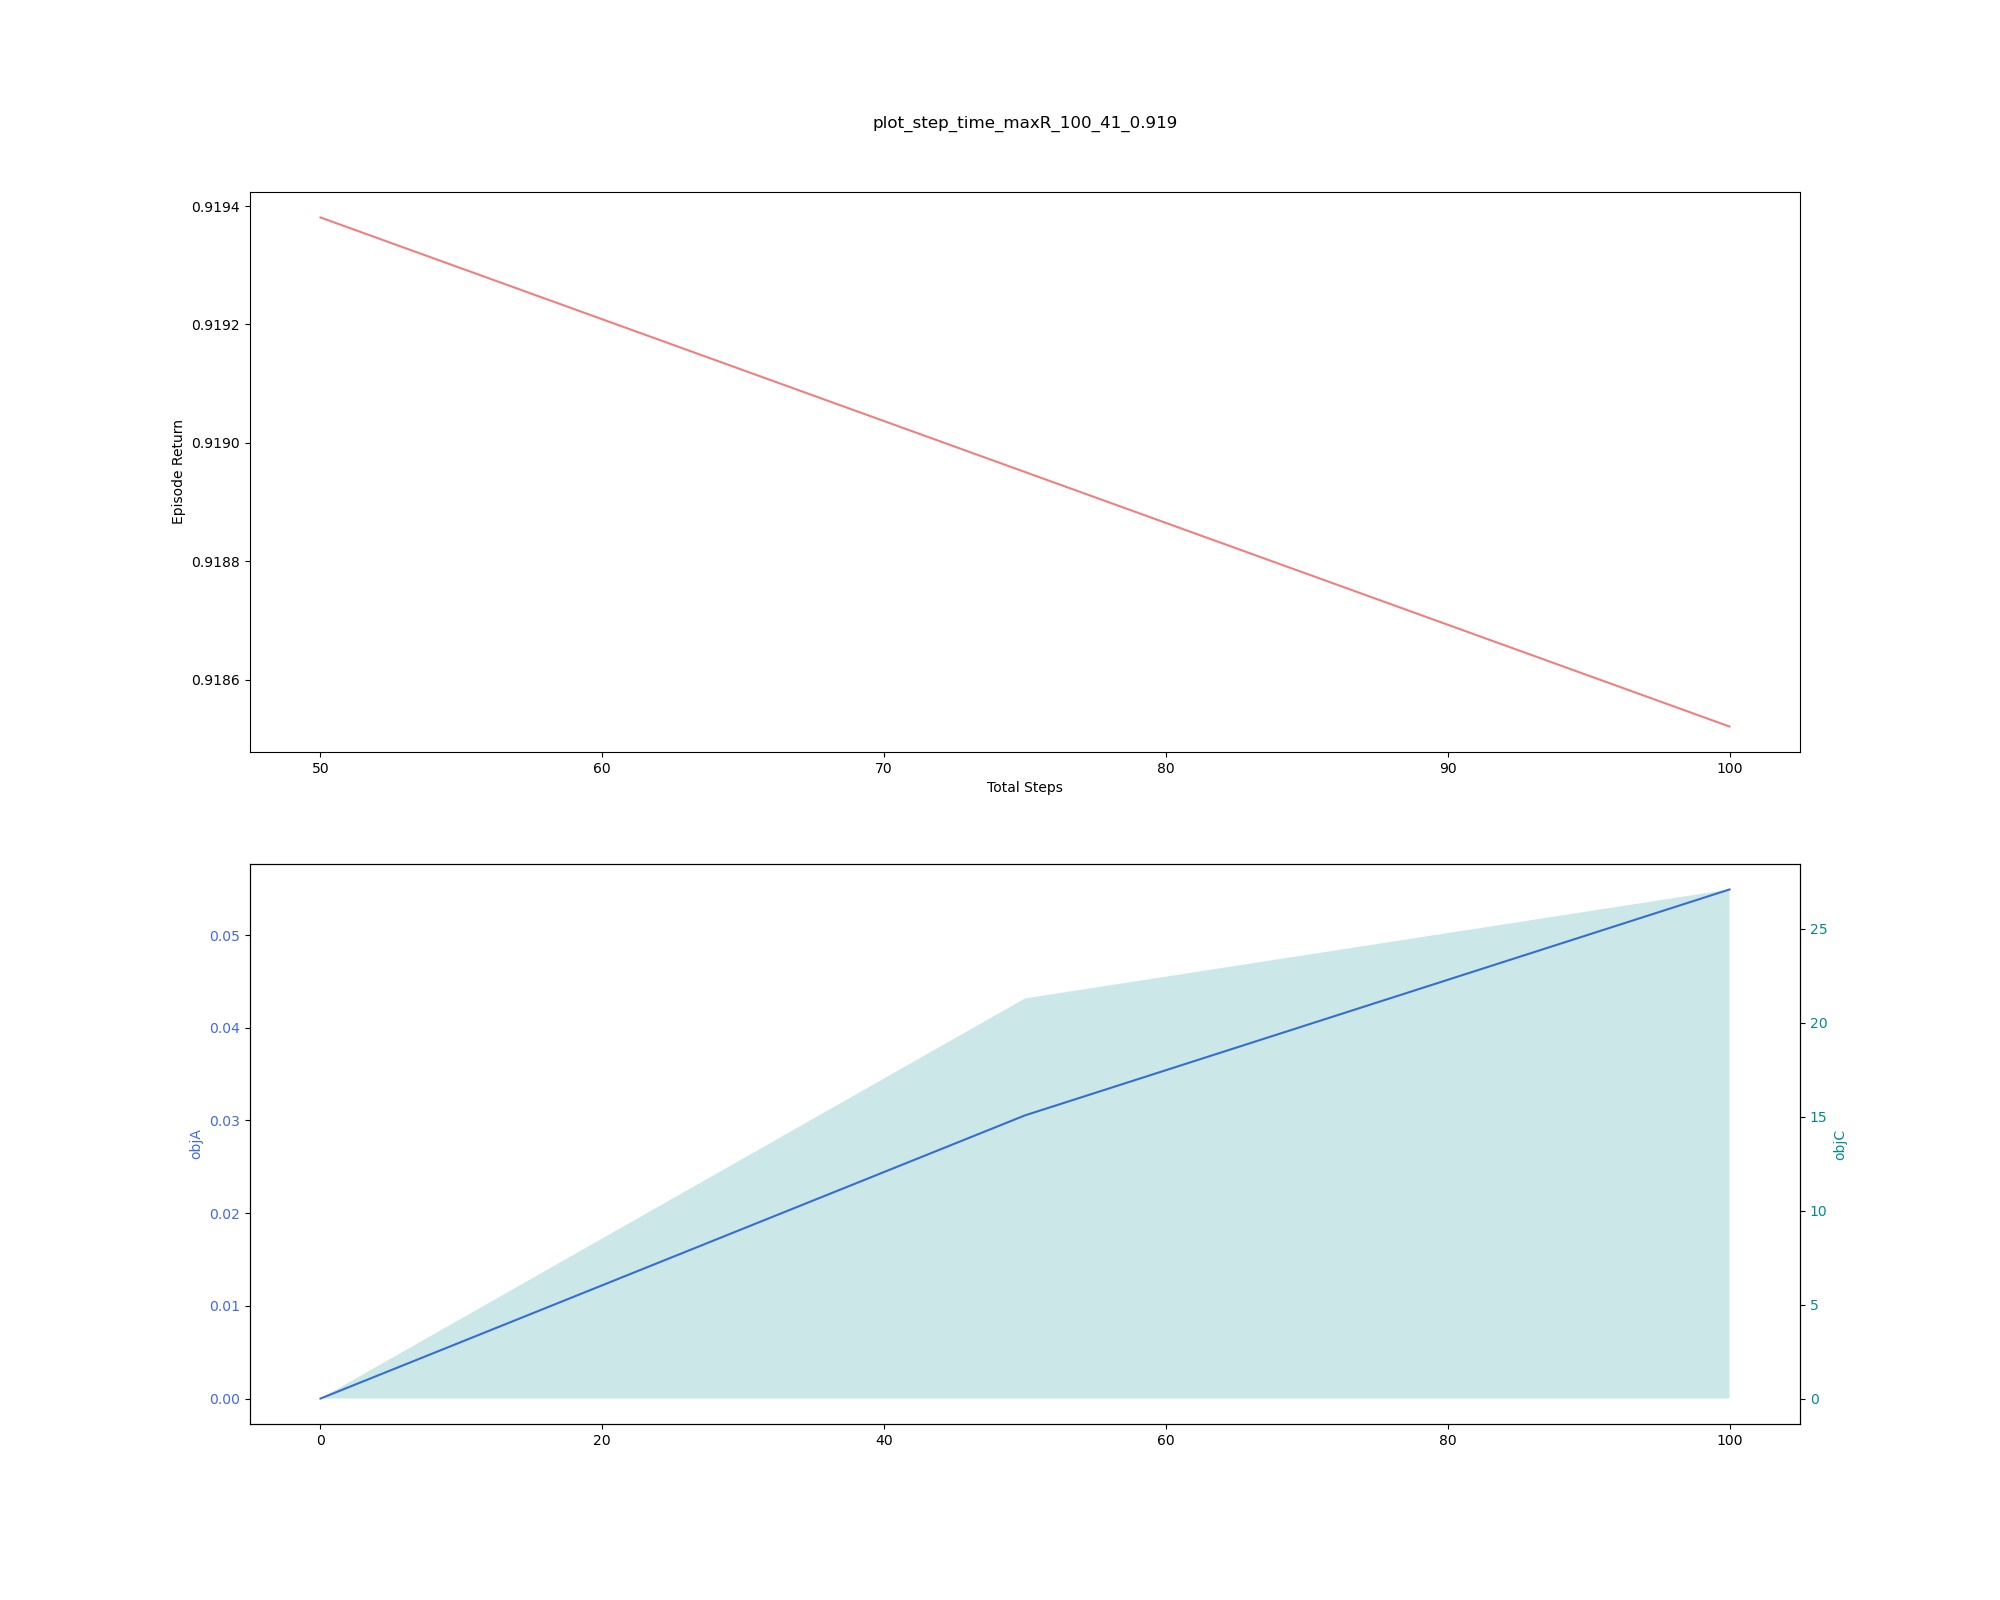 plot_step_time_maxR_100_41_0.919
0.9194
0.9192
0.9190
0.9188
0.9186
Episode Return
50 60 70 80 90 100
Total Steps
0.05
0.04
0.03
0.02
0.01
0.00
objA
25
20
15
10
5
0
objC
0 20 40 60 80 100